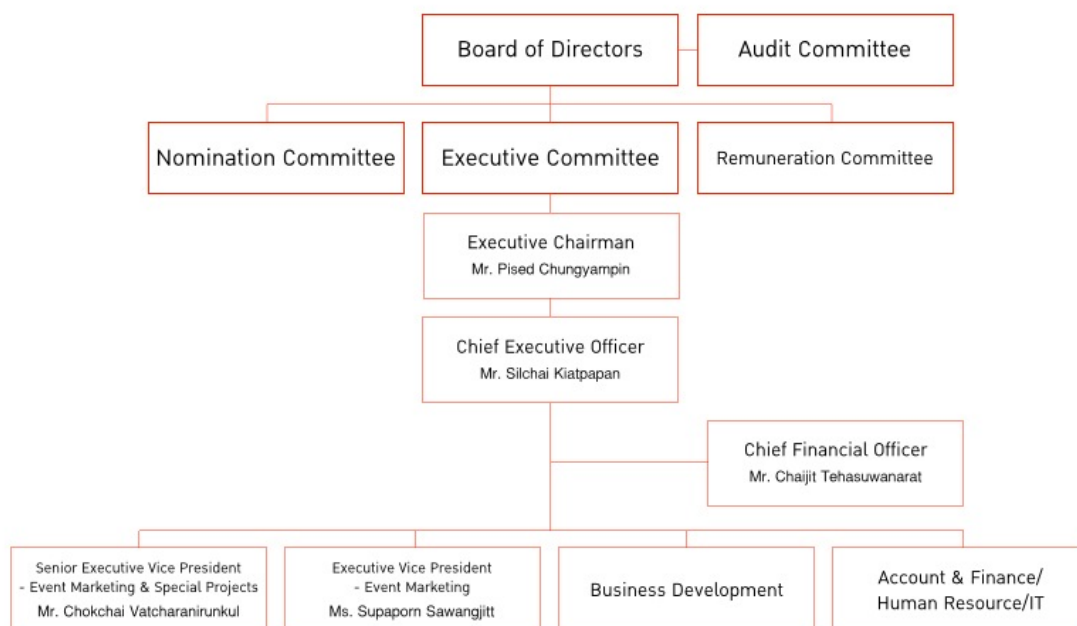 Board of Directors
Audit Committee
Nomination Committee
Executive Committee
Remuneration Committee
Executive Chairman
Mr. Pised Chungyampin
Chief Executive Officer
Mr. Silchai Kiatpapan
Chief Financial Officer
Mr. Chaijit Tehasuwanarat
Senior Executive Vice President
- Event Marketing & Special Projects
Mr. Chokchai Vatcharanirunkul
Executive Vice President
- Event Marketing
Ms. Supaporn Sawangjitt
Business Development
Account & Finance/
Human Resource/IT